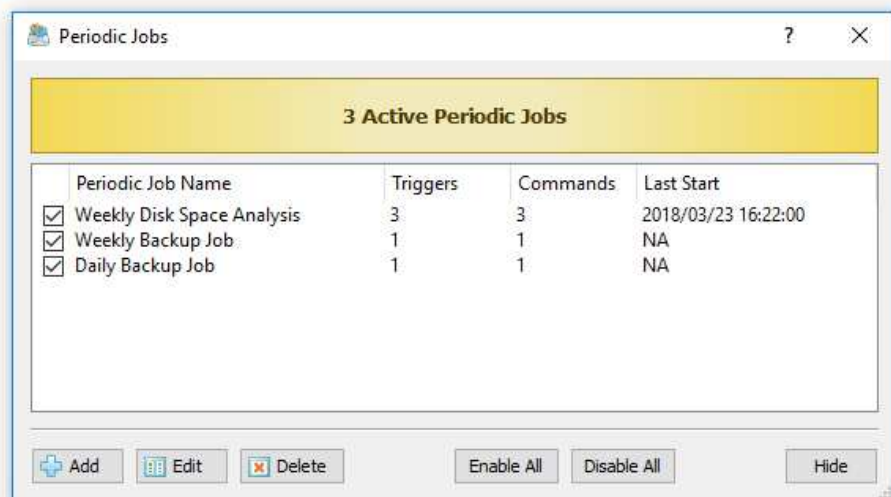 Periodic Jobs ?
3 Active Periodic Jobs
Periodic Job Name Triggers Commands Last Start
Weekly Disk Space Analysis 3 3 2018/03/23 16:22:00
Weekly Backup Job 1 1 NA
Daily Backup Job 1 1 NA
Add Edit Delete Enable All Disable All Hide